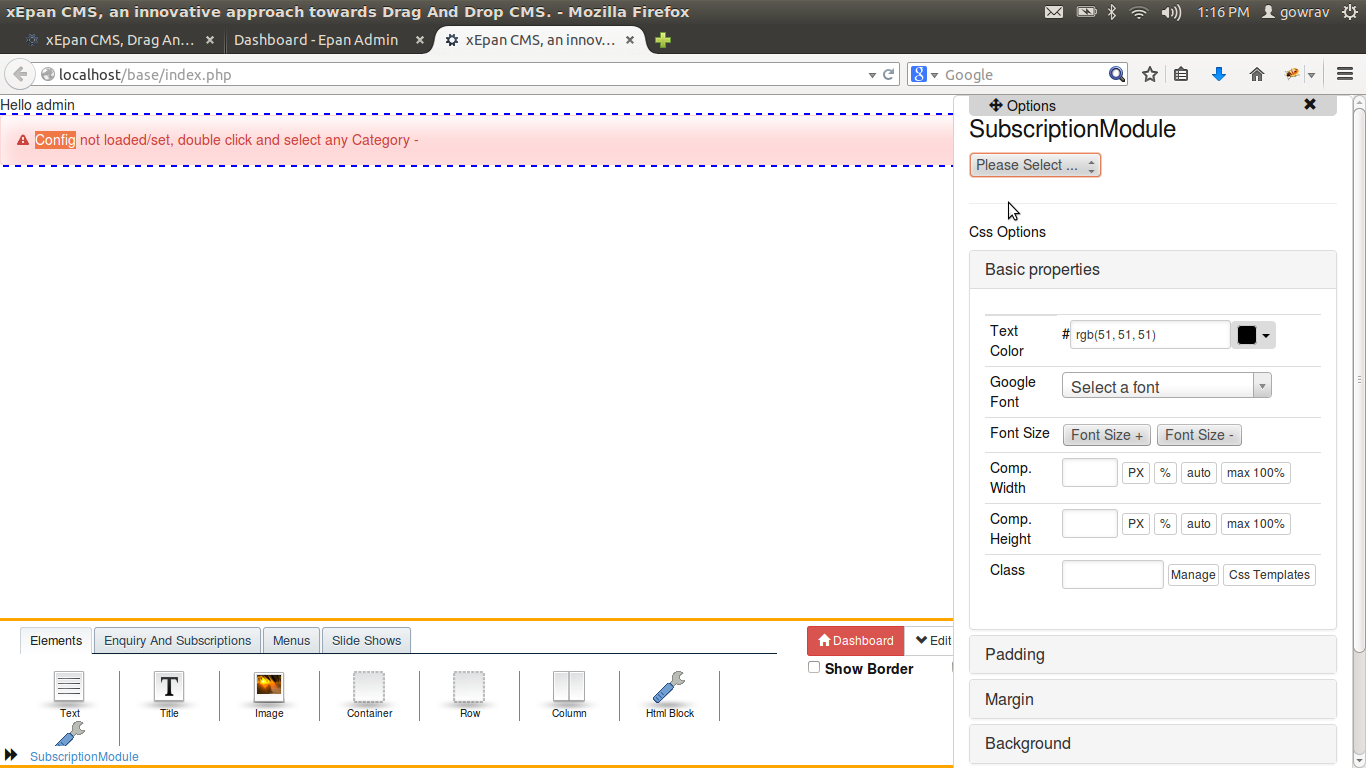 xEpan CMS, an innovative approach towards Drag And Drop CMS. - Mozilla Firefox
1:16 PM gowrav
xEpan CMS, Drag An...
Dashboard - Epan Admin
xEpan CMS, an innov...
localhost/base/index.php
8 Google
Hello admin
Config not loaded/set, double click and select any Category -
Options
SubscriptionModule
Please Select ...
Css Options
Basic properties
Text Color
# rgb(51, 51, 51)
Google Font
Select a font
Font Size
Font Size +
Font Size -
Comp. Width
PX % auto max 100%
Comp. Height
PX % auto max 100%
Class
Manage Css Templates
Padding
Margin
Background
Elements
Enquiry And Subscriptions
Menus
Slide Shows
Dashboard
Edit
Show Border
Text
T
Title
Image
Container
Row
Column
Html Block
SubscriptionModule